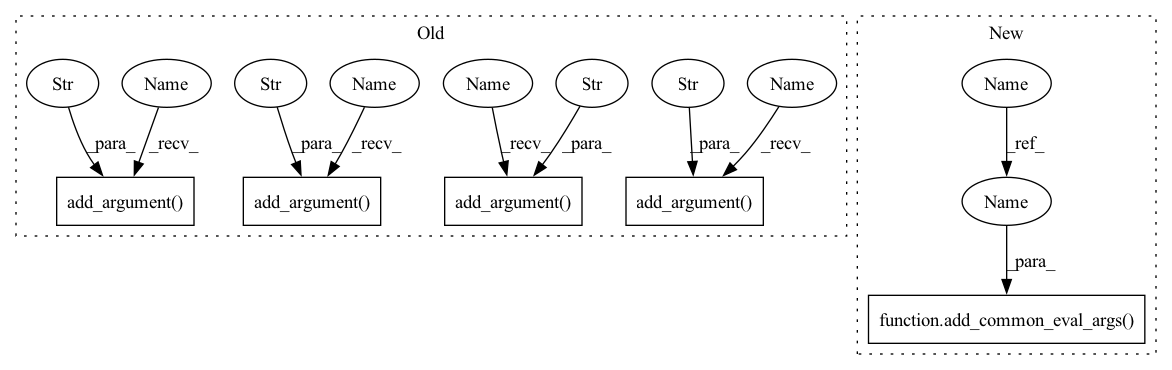 Old
New
Str
Name
Str
Name
Name
Str
Str
Name
Name
_para_
_recv_
_para_
_recv_
_recv_
_para_
_para_
_recv_
_ref_
add_argument()
add_argument()
add_argument()
add_argument()
Name
_para_
function.add_common_eval_args()